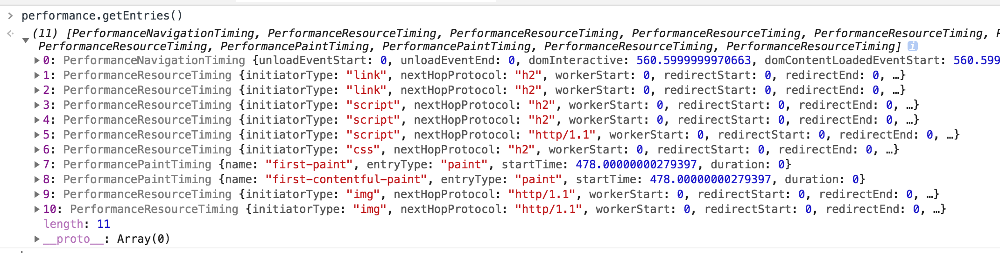 performance.getEntries()
(11) [PerformanceNavigationTiming, PerformanceResourceTiming, PerformanceResourceTiming, PerformanceResourceTiming, PerformanceResourceTiming,
PerformanceResourceTiming, PerformancePaintTiming, PerformancePaintTiming, PerformanceResourceTiming, PerformanceResourceTiming] i
0: PerformanceNavigationTiming {unloadEventStart: 0, unloadEventEnd: 0, domInteractive: 560.5999999970663, domContentLoadedEventStart: 560.599
1: PerformanceResourceTiming {initiatorType: "link", nextHopProtocol: "h2", workerStart: 0, redirectStart: 0, redirectEnd: 0, …}
2: PerformanceResourceTiming {initiatorType: "link", nextHopProtocol: "h2", workerStart: 0, redirectStart: 0, redirectEnd: 0, …}
3: PerformanceResourceTiming {initiatorType: "script", nextHopProtocol: "h2", workerStart: 0, redirectStart: 0, redirectEnd: 0, …}
4: PerformanceResourceTiming {initiatorType: "script", nextHopProtocol: "h2", workerStart: 0, redirectStart: 0, redirectEnd: 0, …}
5: PerformanceResourceTiming {initiatorType: "script", nextHopProtocol: "http/1.1", workerStart: 0, redirectStart: 0, redirectEnd: 0, …}
6: PerformanceResourceTiming {initiatorType: "css", nextHopProtocol: "h2", workerStart: 0, redirectStart: 0, redirectEnd: 0, …}
7: PerformancePaintTiming {name: "first-paint", entryType: "paint", startTime: 478.00000000279397, duration: 0}
8: PerformancePaintTiming {name: "first-contentful-paint", entryType: "paint", startTime: 478.00000000279397, duration: 0}
9: PerformanceResourceTiming {initiatorType: "img", nextHopProtocol: "http/1.1", workerStart: 0, redirectStart: 0, redirectEnd: 0, …}
10: PerformanceResourceTiming {initiatorType: "img", nextHopProtocol: "http/1.1", workerStart: 0, redirectStart: 0, redirectEnd: 0, …}
length: 11
__proto__: Array(0)